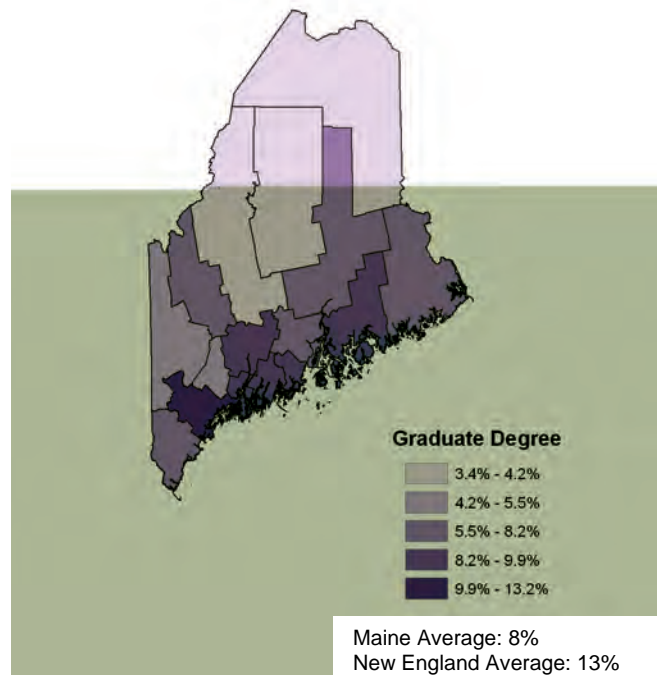 Graduate Degree
3.4% - 4.2%
4.2% - 5.5%
5.5% - 8.2%
8.2% - 9.9%
9.9% - 13.2%
Maine Average: 8%
New England Average: 13%